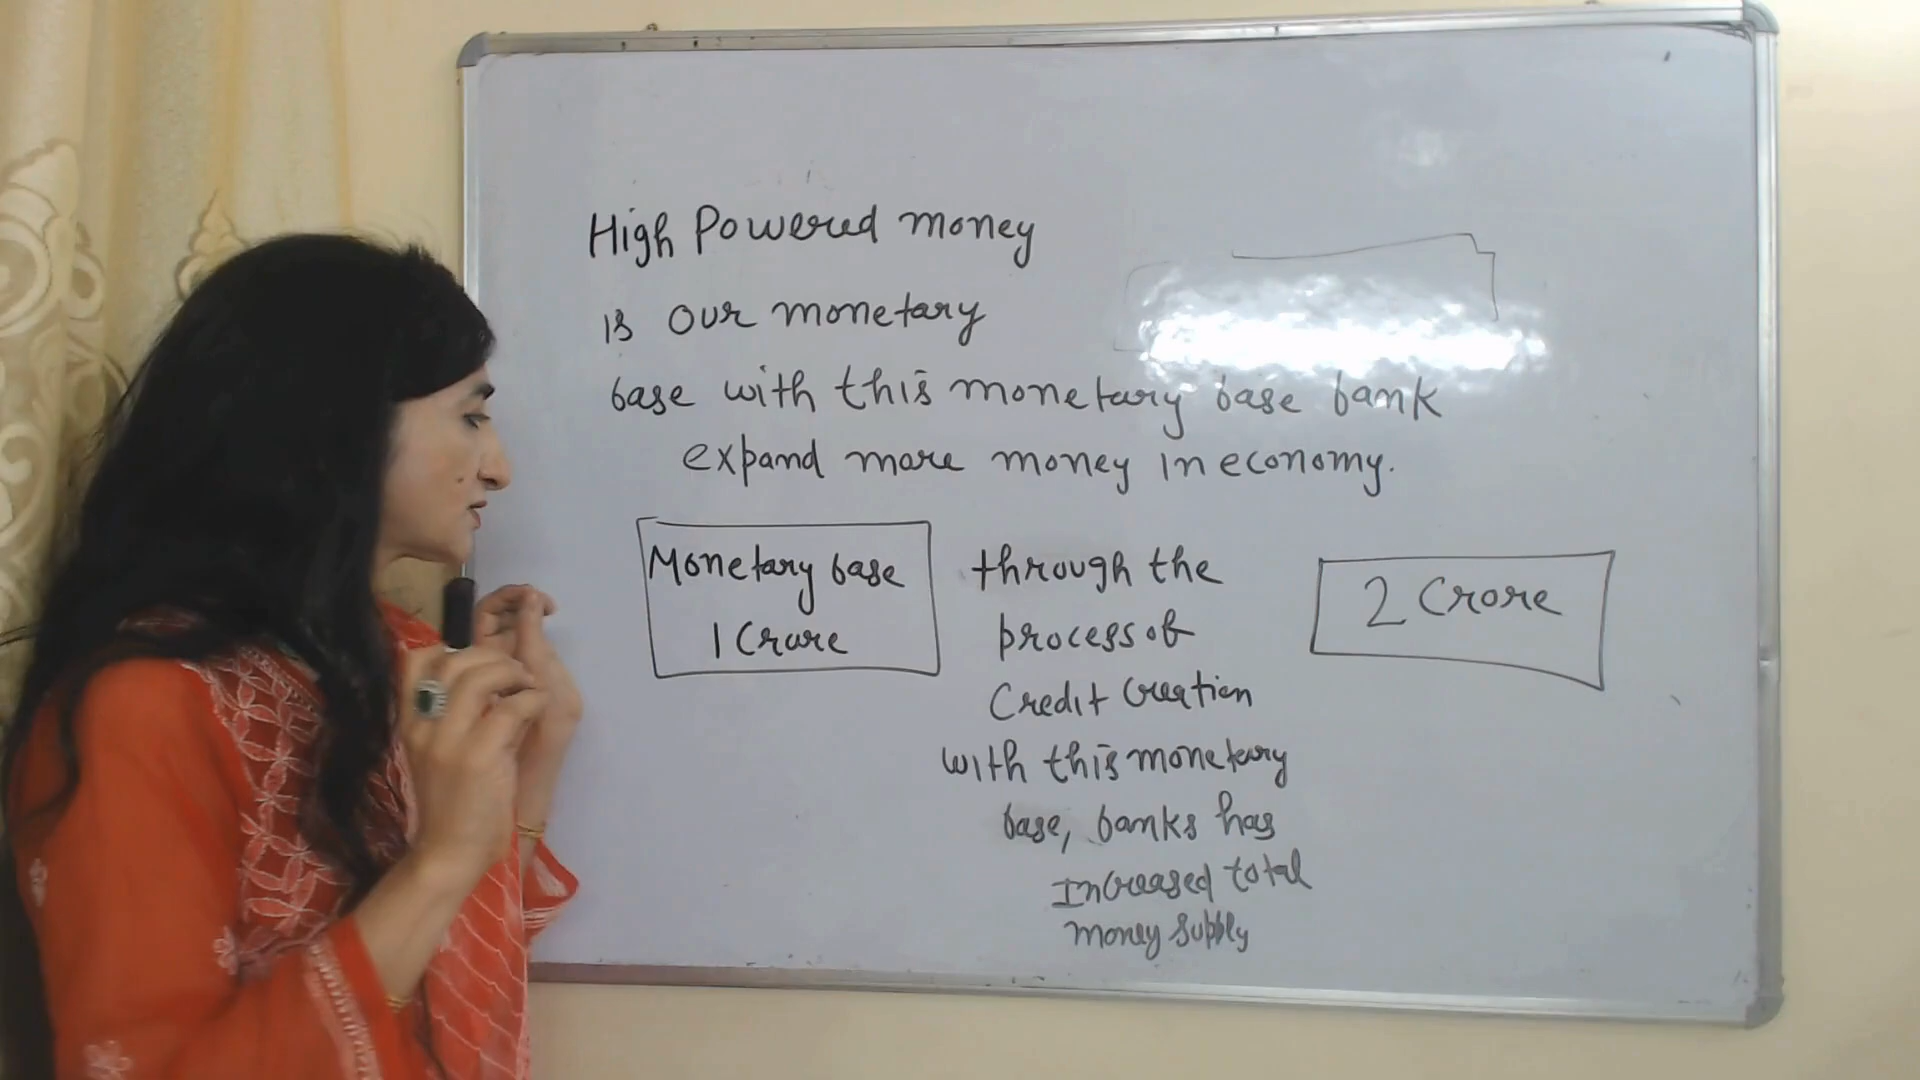 High Powered money
is our monetary
base with this monetary base bank
expand more money in economy.
Monetary base
1 Crore
through the
process of
Credit Creation
with this monetary
base, banks has
Increased total
money supply
2 Crore